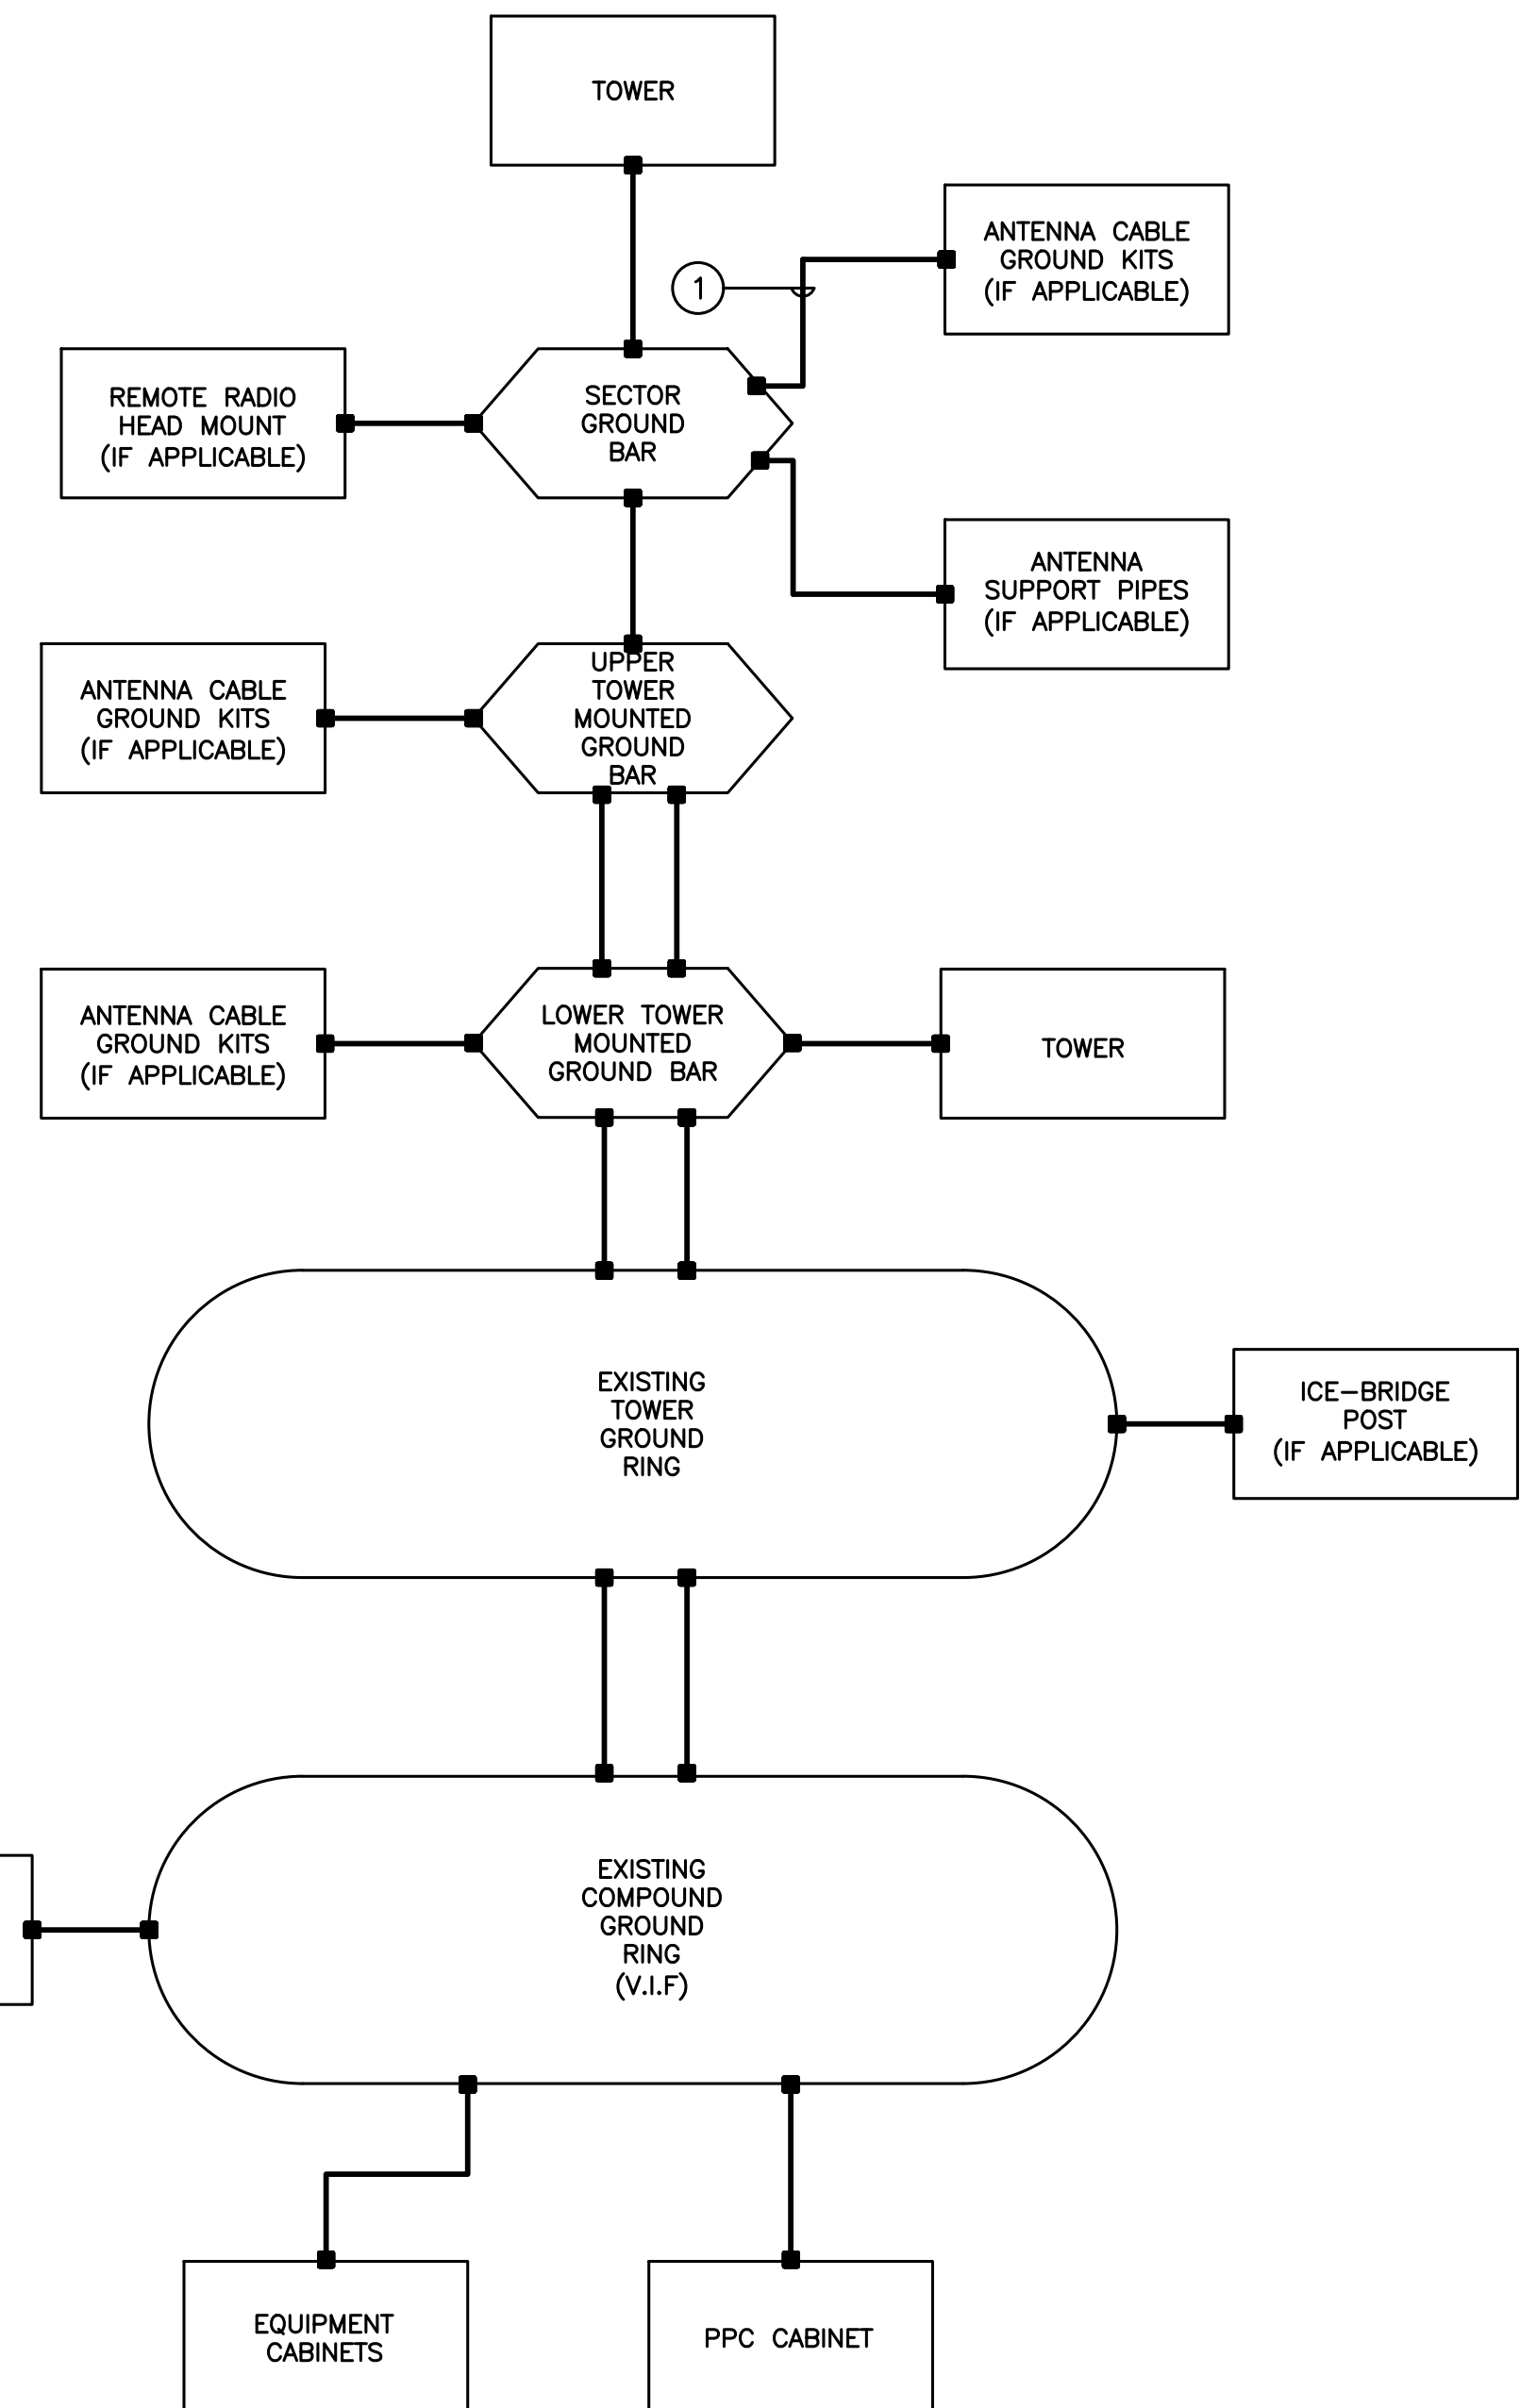 TOWER
ANTENNA CABLE
GROUND KITS
(IF APPLICABLE)
1
REMOTE RADIO
HEAD MOUNT
(IF APPLICABLE)
SECTOR
GROUND
BAR
ANTENNA
SUPPORT PIPES
(IF APPLICABLE)
ANTENNA CABLE
GROUND KITS
(IF APPLICABLE)
UPPER
TOWER
MOUNTED
GROUND
BAR
ANTENNA CABLE
GROUND KITS
(IF APPLICABLE)
LOWER TOWER
MOUNTED
GROUND BAR
TOWER
EXISTING
TOWER
GROUND
RING
ICE-BRIDGE
POST
(IF APPLICABLE)
EXISTING
COMPOUND
GROUND
RING
(V.I.F)
EQUIPMENT
CABINETS
PPC CABINET